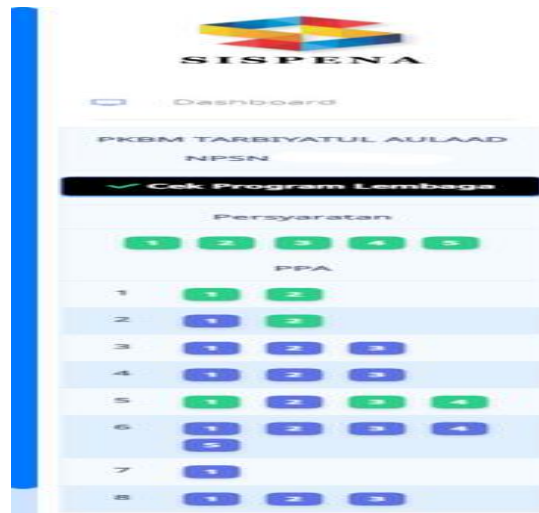 SISPENA
Dashboard
PKBM TARBIYATUL AULAAD
NPSN
Cek Program Lembaga
Persyaratan
1 2 3 4 5
PPA
1 1 2
2 1 2
3 1 2 3
4 1 2 3
5 1 2 3 4
6 1 2 3 4
5
7 1
8 1 2 3